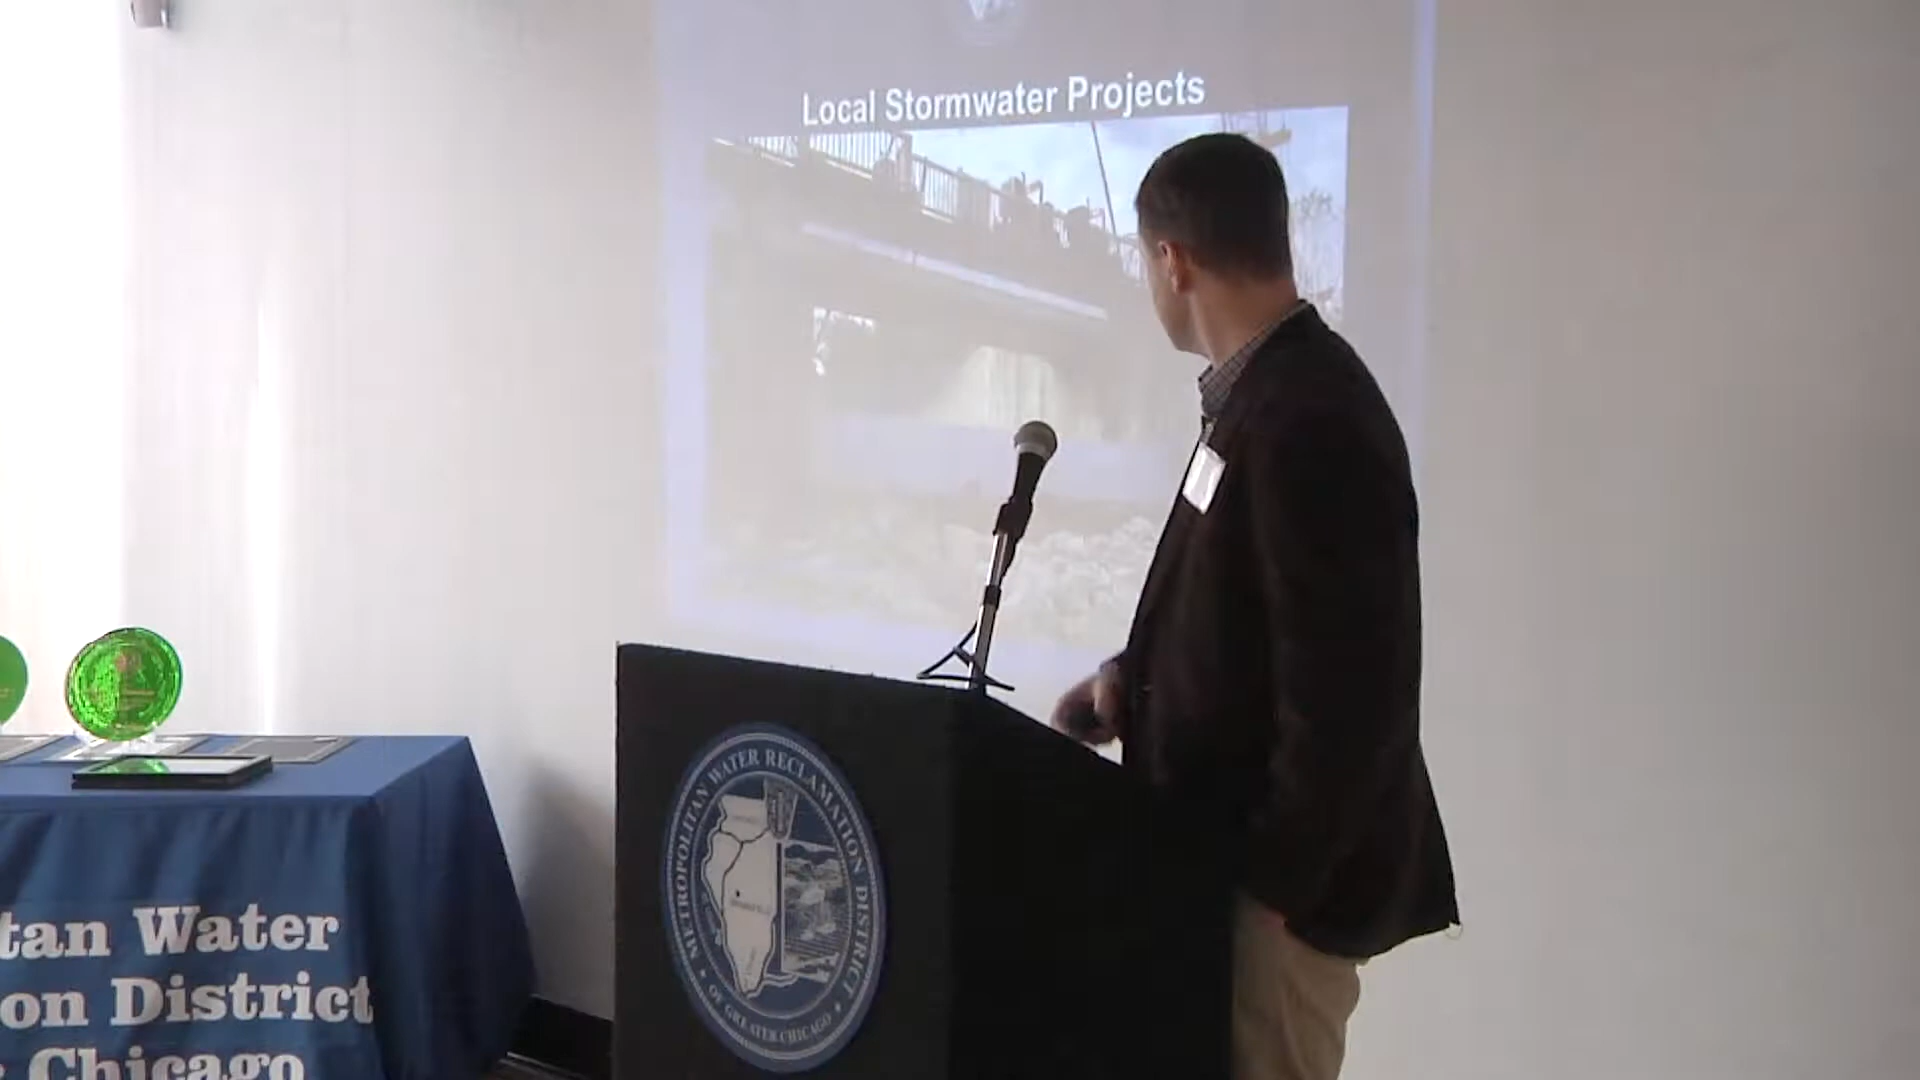 Local Stormwater Projects
METROPOLITAN WATER RECLAMATION DISTRICT
OF GREATER CHICAGO
tan Water
on District
Chicago